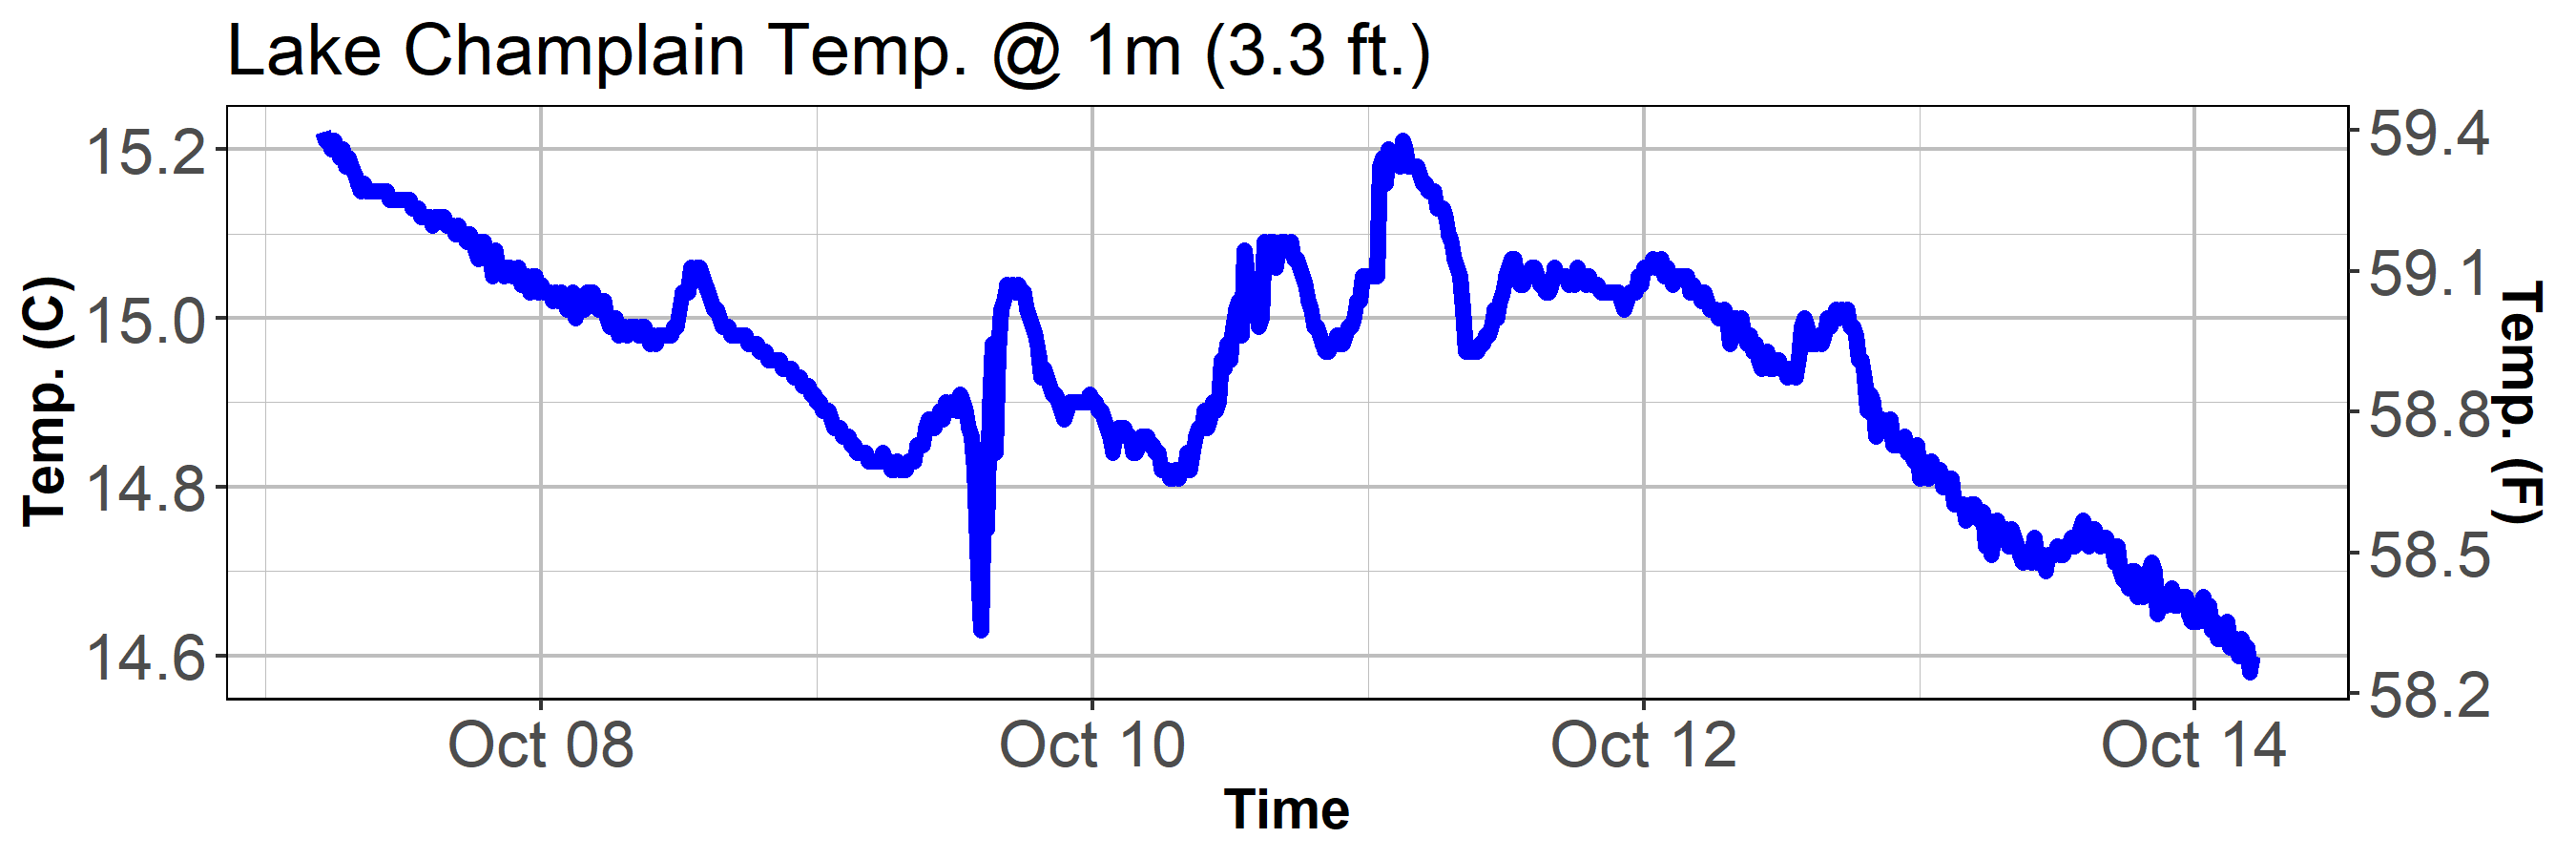 Lake Champlain Temp. @ 1m (3.3 ft.)
Temp. (C)
15.2
15.0
14.8
14.6
59.4
59.1
58.8
58.5
58.2
Temp. (F)
Oct 08
Oct 10
Oct 12
Oct 14
Time